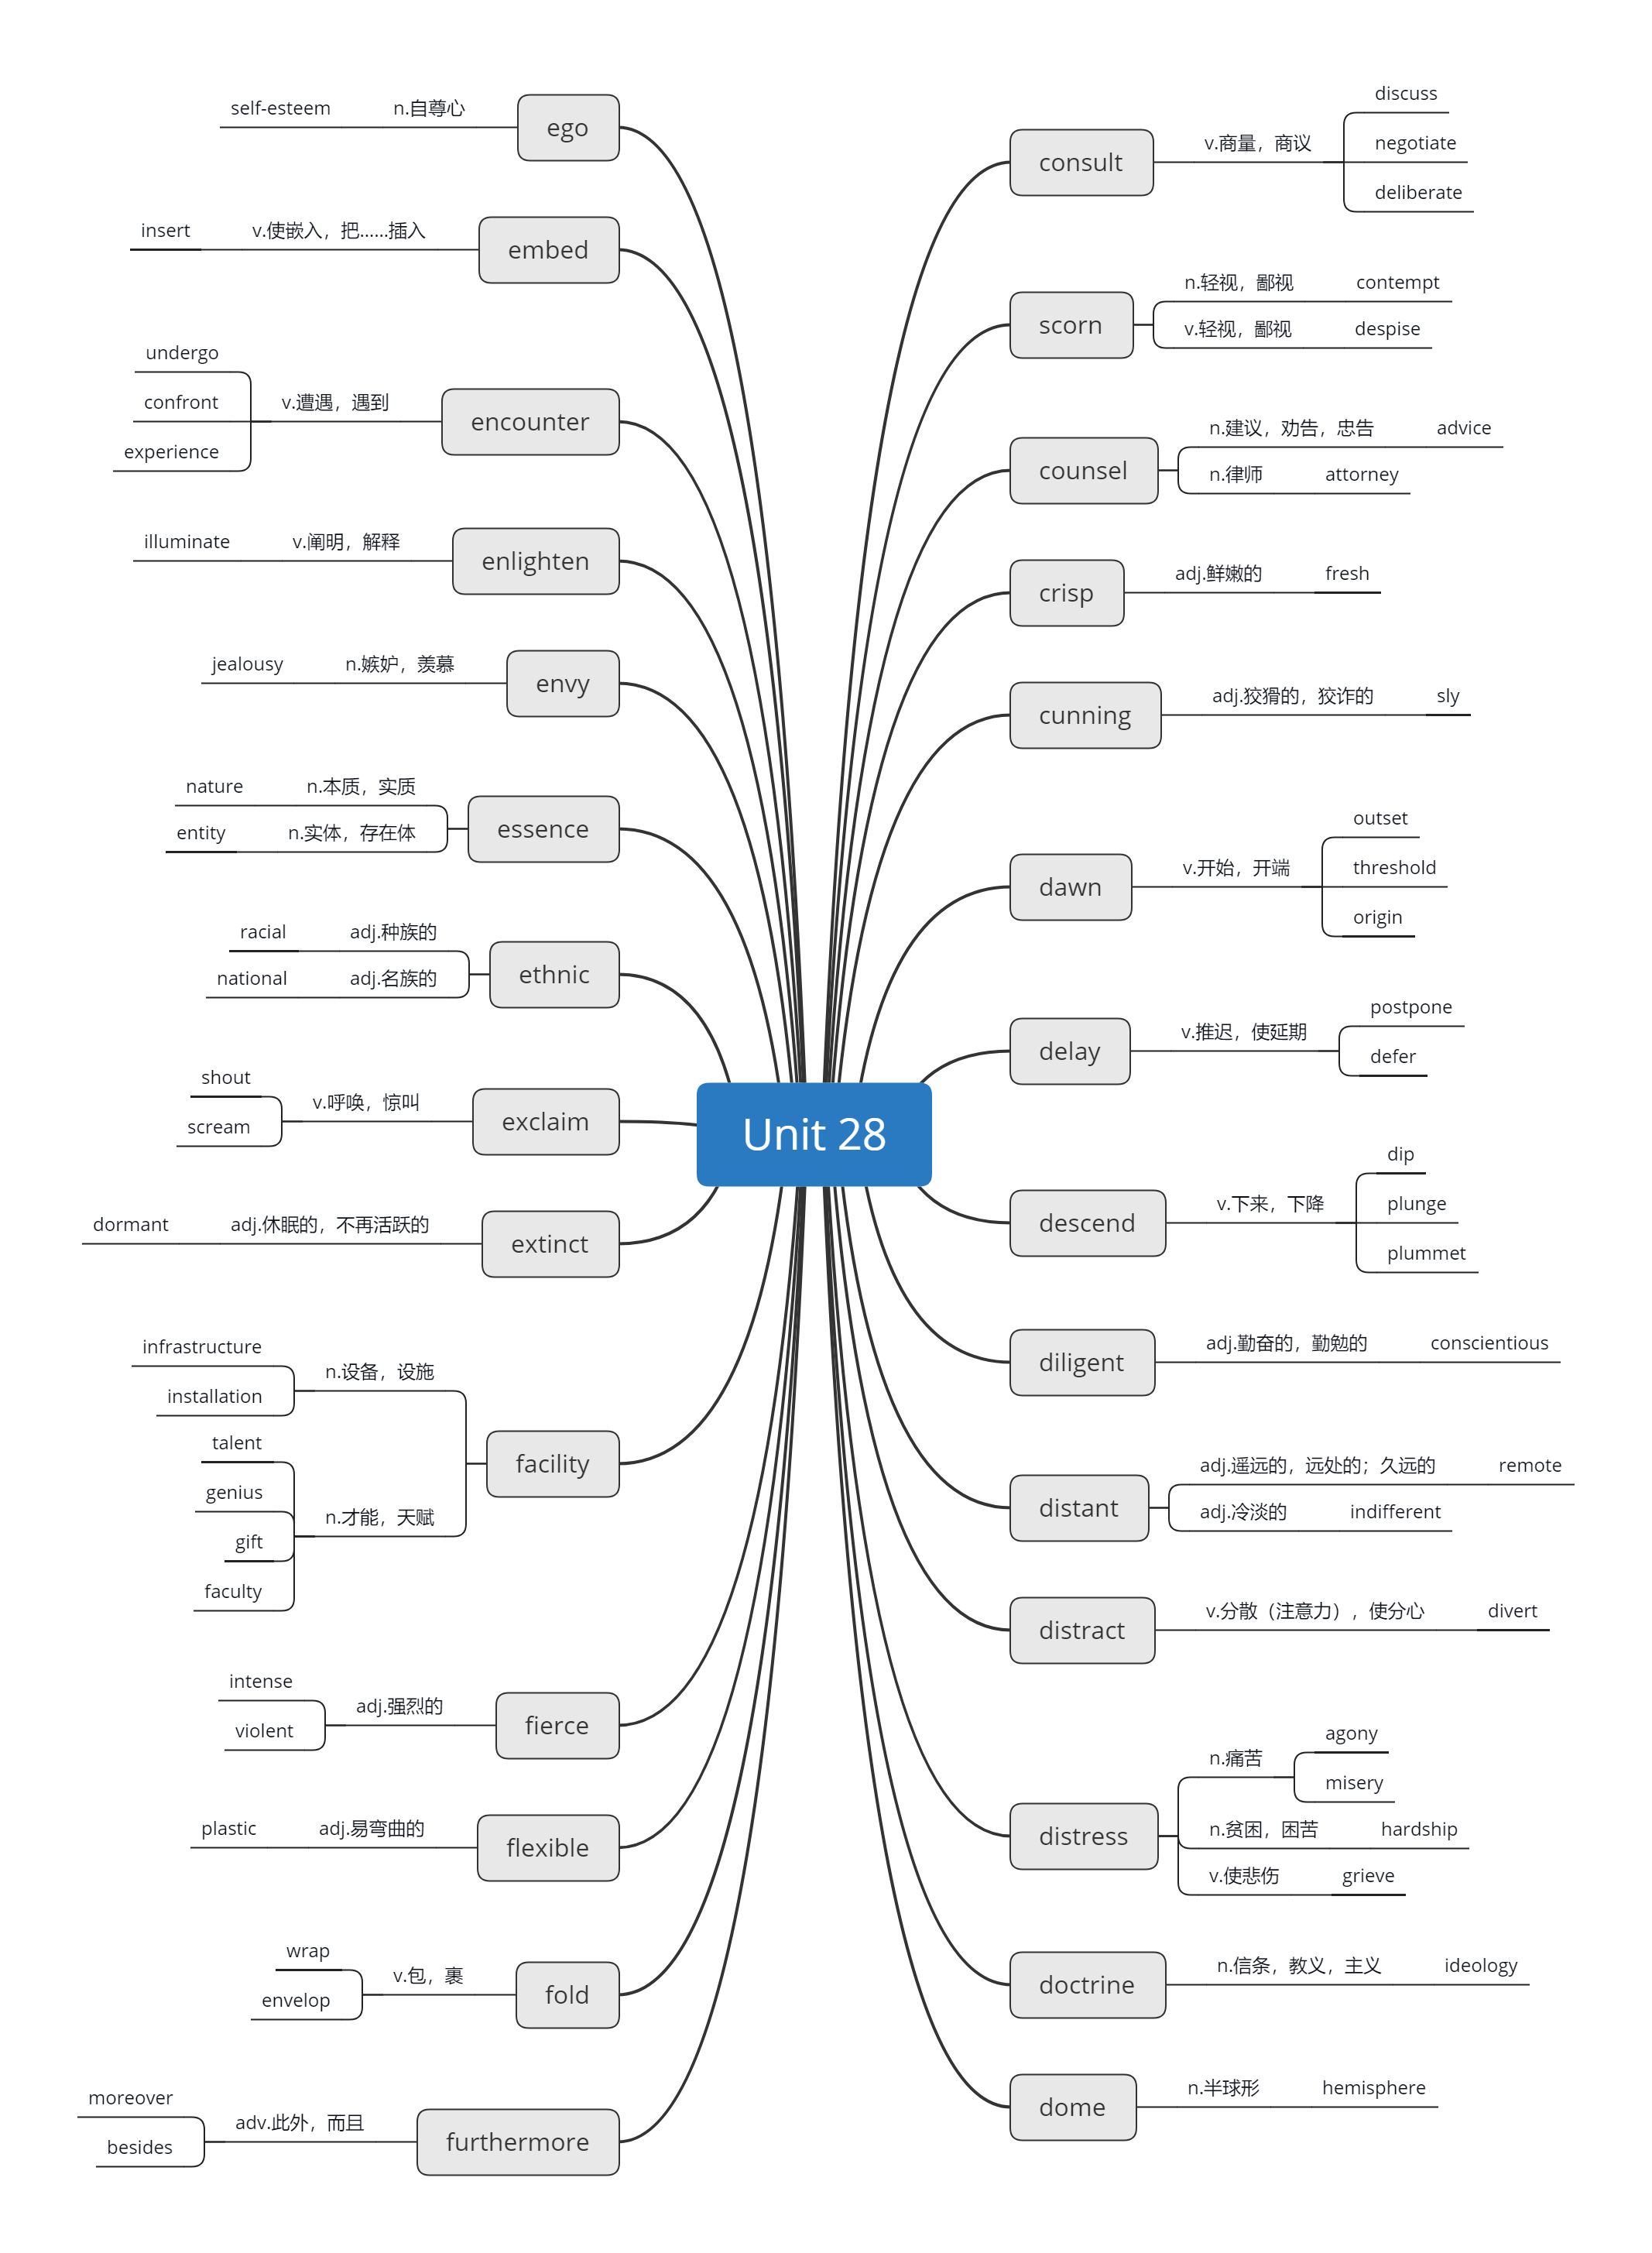 Unit 28
consult
v.商量，商议
discuss
negotiate
deliberate
scorn
n.轻视，鄙视
contempt
v.轻视，鄙视
despise
counsel
n.建议，劝告，忠告
advice
n.律师
attorney
crisp
adj.鲜嫩的
fresh
cunning
adj.狡猾的，狡诈的
sly
dawn
v.开始，开端
outset
threshold
origin
delay
v.推迟，使延期
postpone
defer
descend
v.下来，下降
dip
plunge
plummet
diligent
adj.勤奋的，勤勉的
conscientious
distant
adj.遥远的，远处的；久远的
remote
adj.冷淡的
indifferent
distract
v.分散（注意力），使分心
divert
distress
n.痛苦
agony
misery
n.贫困，困苦
hardship
v.使悲伤
grieve
doctrine
n.信条，教义，主义
ideology
dome
n.半球形
hemisphere
ego
n.自尊心
self-esteem
embed
v.使嵌入，把......插入
insert
encounter
v.遭遇，遇到
undergo
confront
experience
enlighten
v.阐明，解释
illuminate
envy
n.嫉妒，羡慕
jealousy
essence
n.本质，实质
nature
n.实体，存在体
entity
ethnic
adj.种族的
racial
adj.名族的
national
exclaim
v.呼唤，惊叫
shout
scream
extinct
adj.休眠的，不再活跃的
dormant
facility
n.设备，设施
infrastructure
installation
n.才能，天赋
talent
genius
gift
faculty
fierce
adj.强烈的
intense
violent
flexible
adj.易弯曲的
plastic
fold
v.包，裹
wrap
envelop
furthermore
adv.此外，而且
moreover
besides